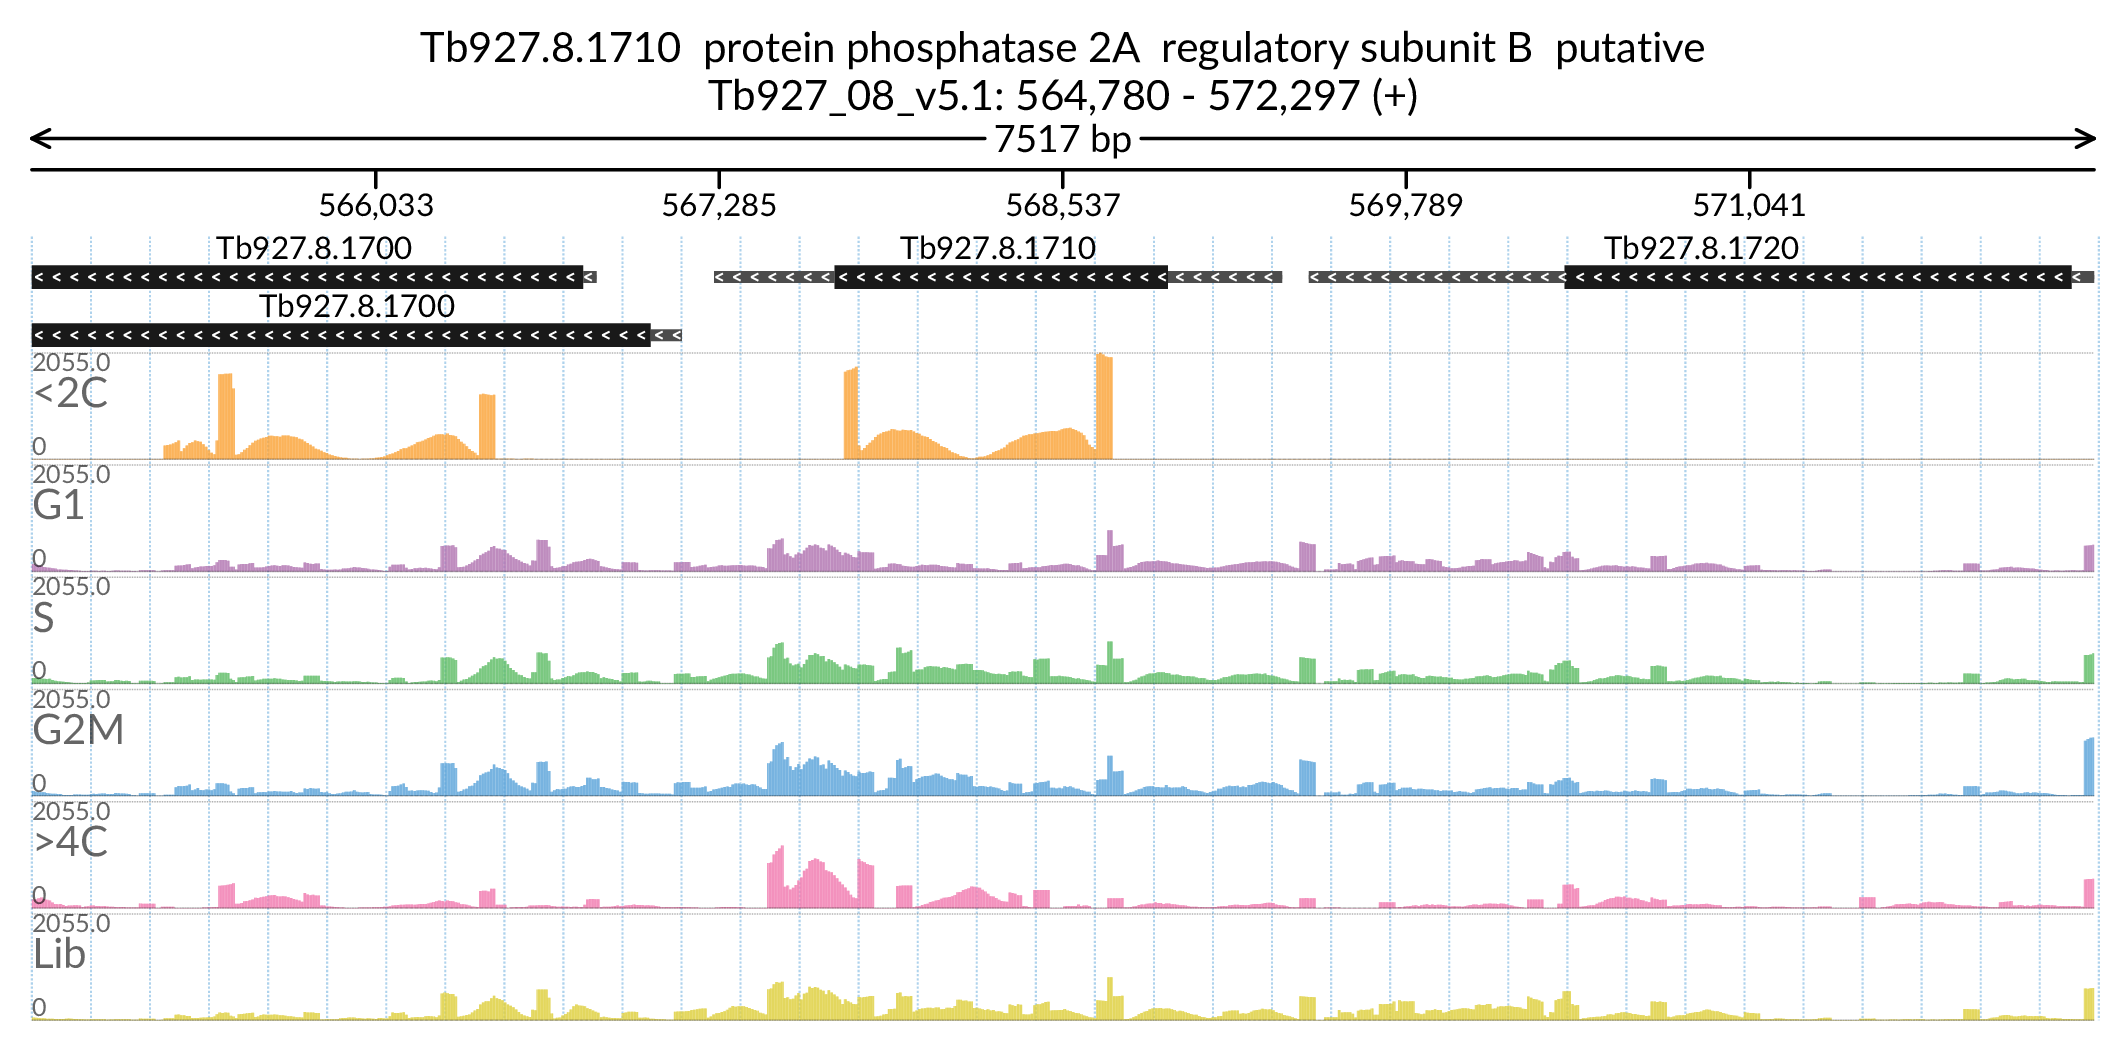 Tb927.8.1710 protein phosphatase 2A regulatory subunit B putative
Tb927_08_v5.1: 564,780 - 572,297 (+)
7517 bp
566,033 567,285 568,537 569,789 571,041
Tb927.8.1700 Tb927.8.1710 Tb927.8.1720
Tb927.8.1700
2055.0
<2C
0
2055.0
G1
0
2055.0
S
0
2055.0
G2M
0
2055.0
>4C
0
2055.0
Lib
0